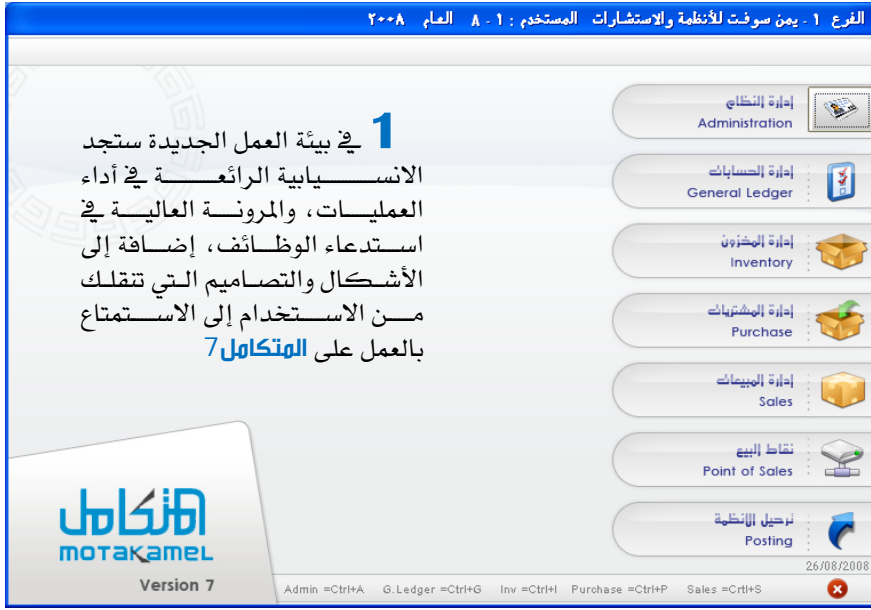 الفرع ١ - يمن سوفت للأنظمة والاستشارات المستخدم : ١ - ٨ العام ٢٠٠٨
إدارة النظام
Administration
إدارة الحسابات
General Ledger
إدارة المخزون
Inventory
إدارة المشتريات
Purchase
إدارة المبيعات
Sales
نقاط البيع
Point of Sales
ترحيل الانظمة
Posting
1 في بيئة العمل الجديدة ستجد
الانسيابية الرائعة في أداء
العمليات، والمرونة العالية في
استدعاء الوظائف، إضافة إلى
الأشكال والتصاميم التي تنقلك
من الاستخدام إلى الاستمتاع
بالعمل على المتكامل7
المتكامل
MOTAKAMEL
Version 7
26/08/2008
Admin =Ctrl+A G.Ledger =Ctrl+G Inv =Ctrl+I Purchase =Ctrl+P Sales =Crtl+S